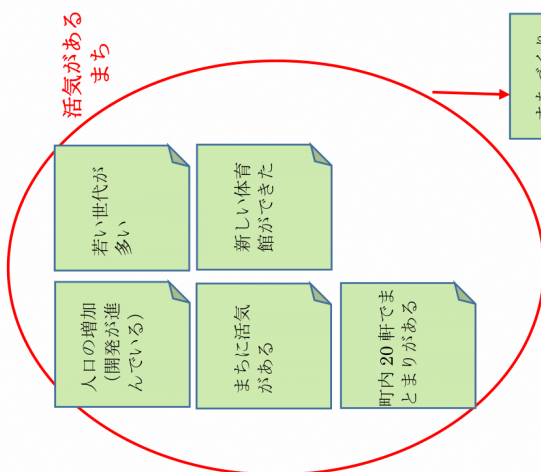 活気がある
まち
人口の増加
(開発が進
んでいる)
若い世代が
多い
まちに活気
がある
新しい体育
館ができた
町内 20 軒でま
とまりがある